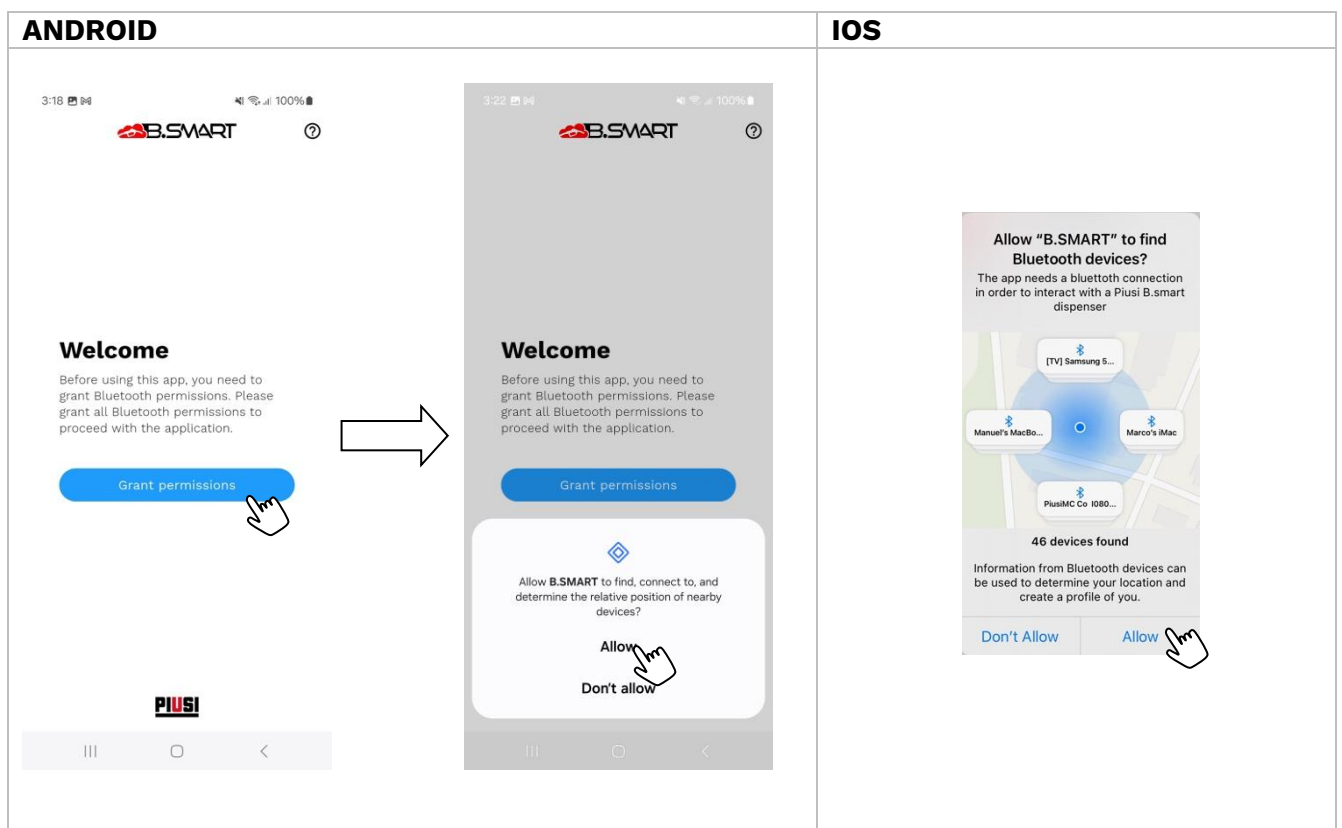 ANDROID
IOS
3:18
100%
B.SMART
Welcome
Before using this app, you need to
grant Bluetooth permissions. Please
grant all Bluetooth permissions to
proceed with the application.
Grant permissions
PIUSI
3:22
100%
B.SMART
Welcome
Before using this app, you need to
grant Bluetooth permissions. Please
grant all Bluetooth permissions to
proceed with the application.
Grant permissions
Allow B.SMART to find, connect to, and
determine the relative position of nearby
devices?
Allow
Don't allow
Allow “B.SMART” to find
Bluetooth devices?
The app needs a bluettoth connection
in order to interact with a Piusi B.smart
dispenser
[TV] Samsung 5...
Manuel's MacBo...
Marco's iMac
PiusiMC Co I080...
46 devices found
Information from Bluetooth devices can
be used to determine your location and
create a profile of you.
Don't Allow
Allow